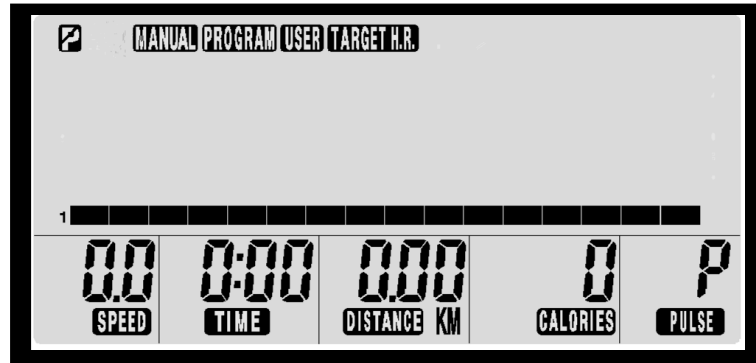 P MANUAL PROGRAM USER TARGET H.R.
1
0.0 0:00 0.00 0 P
SPEED TIME DISTANCE KM CALORIES PULSE